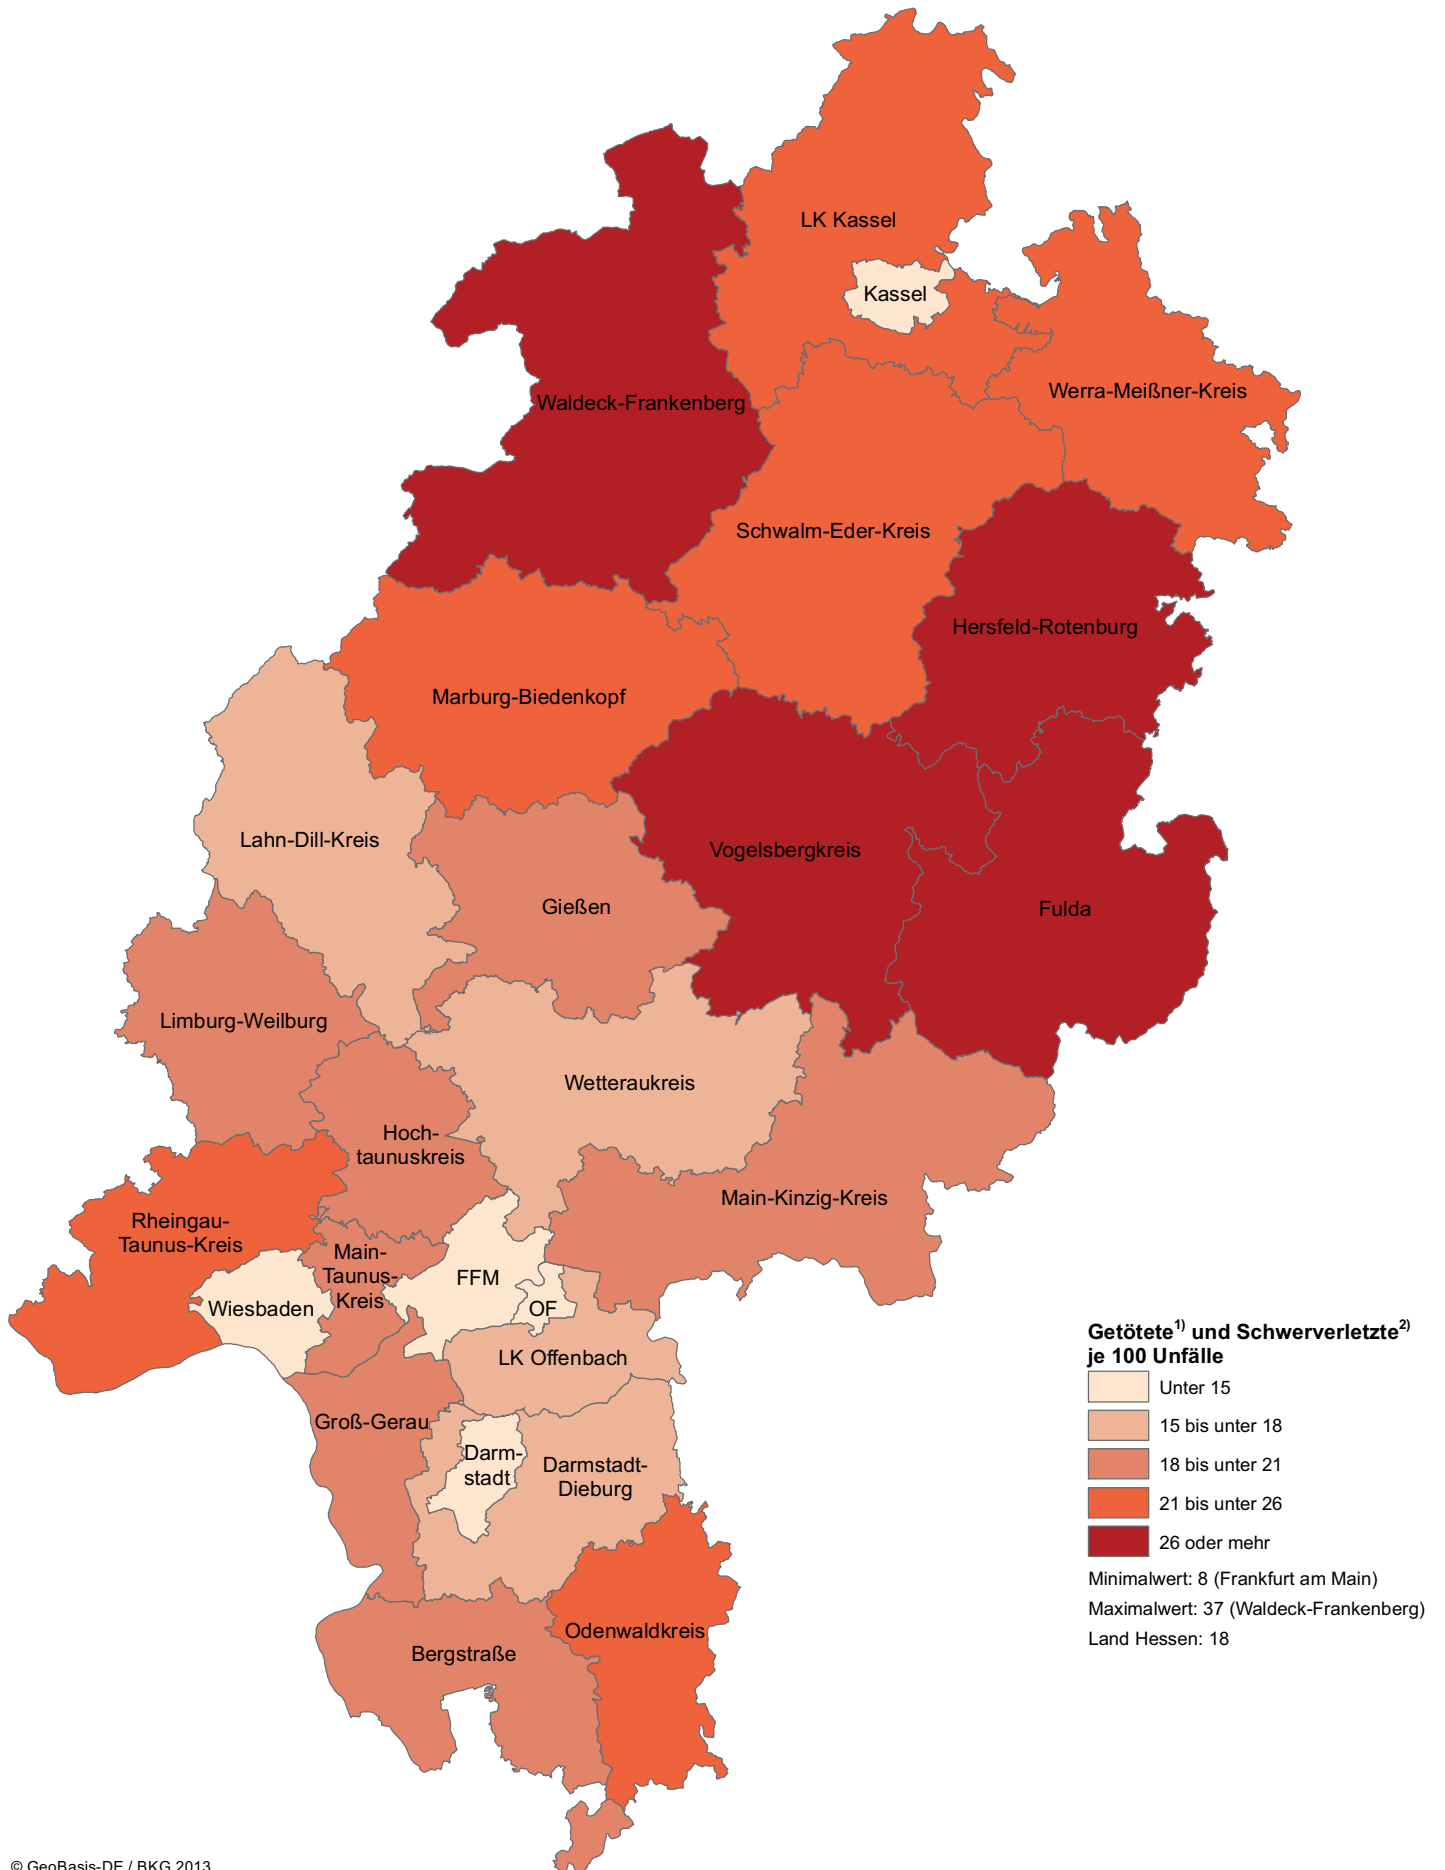 LK Kassel
Kassel
Werra-Meißner-Kreis
Waldeck-Frankenberg
Schwalm-Eder-Kreis
Hersfeld-Rotenburg
Marburg-Biedenkopf
Lahn-Dill-Kreis
Vogelsbergkreis
Gießen
Fulda
Limburg-Weilburg
Wetteraukreis
Hoch-
taunuskreis
Main-Kinzig-Kreis
Rheingau-
Taunus-Kreis
Main-
Taunus-
Kreis
FFM
Wiesbaden
OF
LK Offenbach
Groß-Gerau
Darm-
stadt
Darmstadt-
Dieburg
Odenwaldkreis
Bergstraße
Getötete1) und Schwerverletzte2)
je 100 Unfälle
Unter 15
15 bis unter 18
18 bis unter 21
21 bis unter 26
26 oder mehr
Minimalwert: 8 (Frankfurt am Main)
Maximalwert: 37 (Waldeck-Frankenberg)
Land Hessen: 18
© GeoBasis-DE / BKG 2013